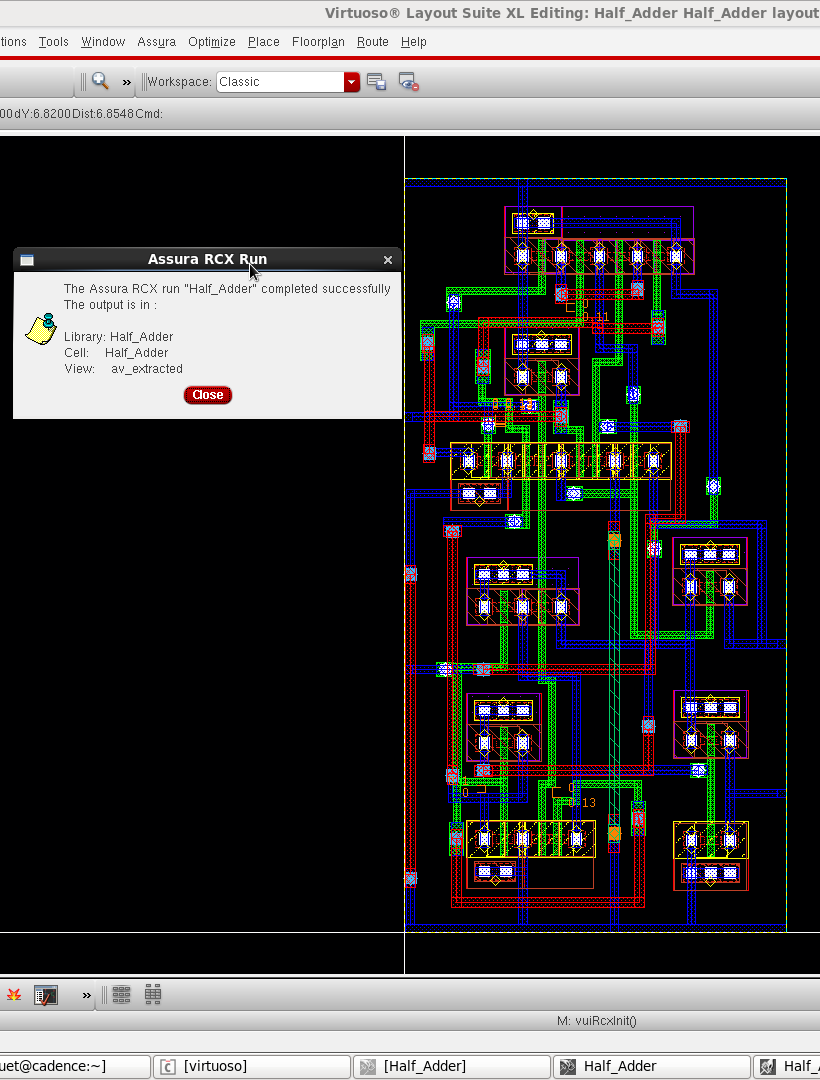 Virtuoso® Layout Suite XL Editing: Half_Adder Half_Adder layout
tions Tools Window Assura Optimize Place Floorplan Route Help
» Workspace: Classic
00dY:6.8200Dist:6.8548Cmd:
Assura RCX Run
The Assura RCX run "Half_Adder" completed successfully
The output is in :
Library: Half_Adder
Cell: Half_Adder
View: av_extracted
Close
0.11
0
13
»
M: vuiRcxInit()
uet@cadence:~] [virtuoso] [Half_Adder] Half_Adder Half_A